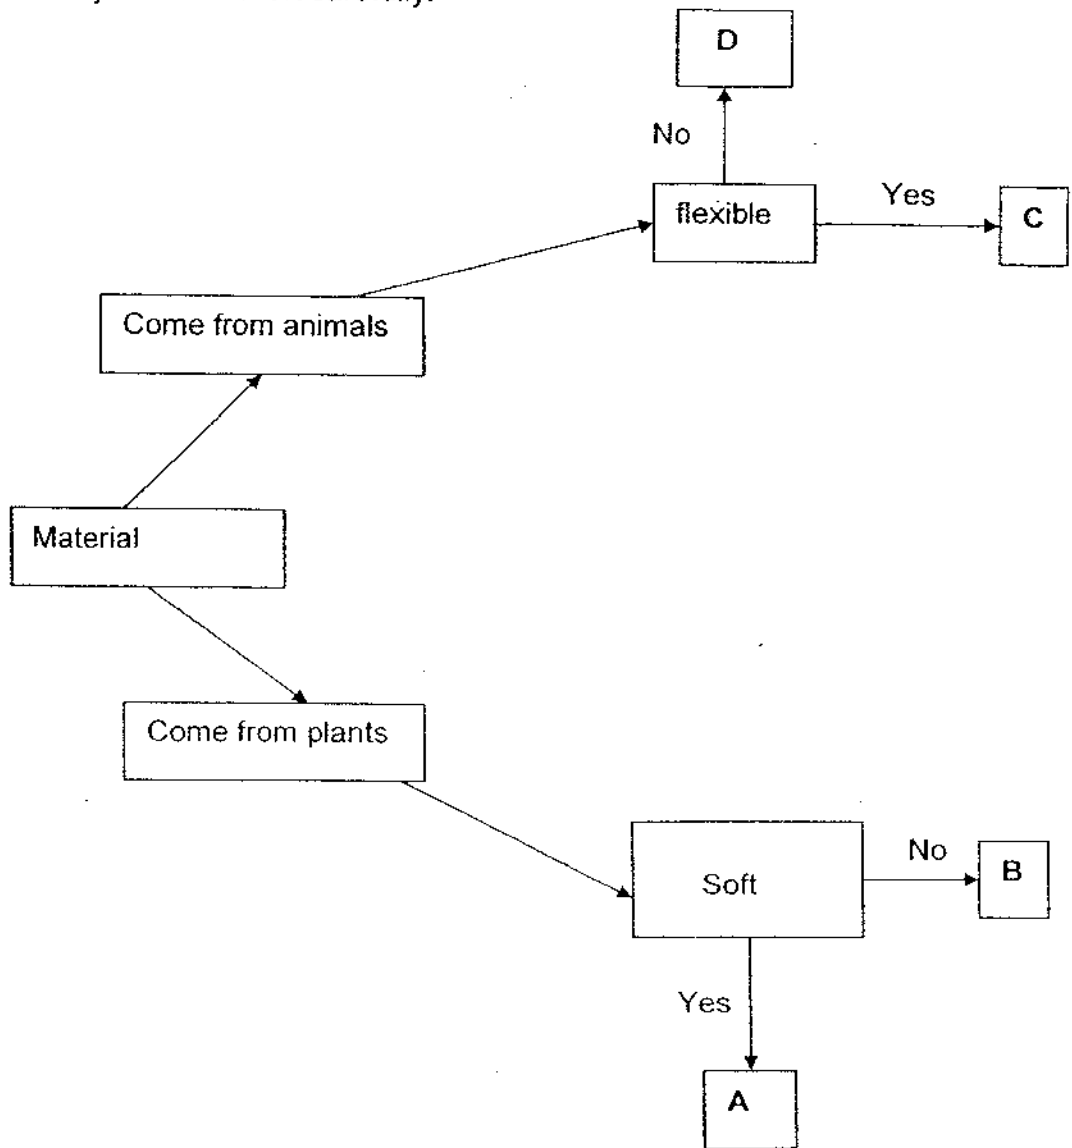 D
No
flexible
Yes
C
Come from animals
Material
Come from plants
Soft
No
B
Yes
A